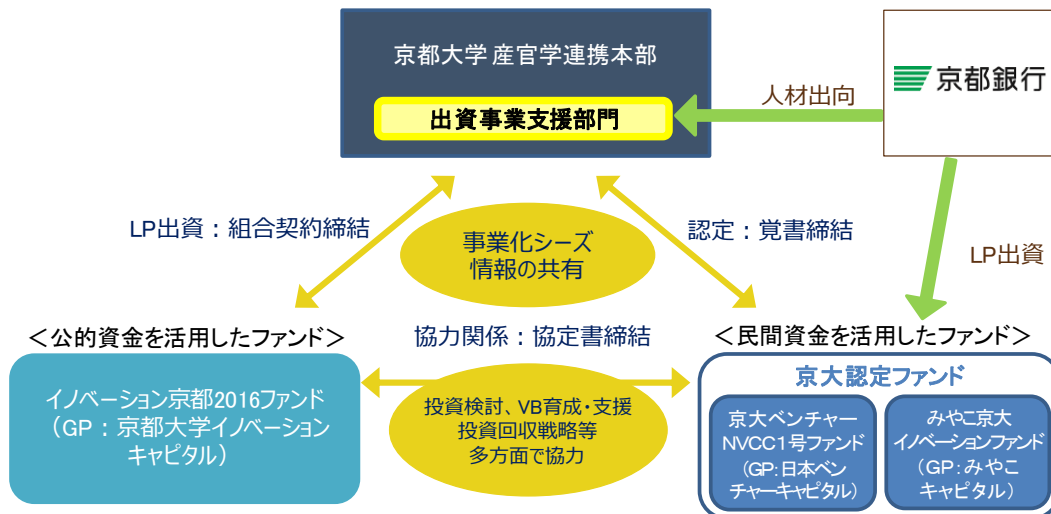 京都大学 産官学連携本部
出資事業支援部門
人材出向
京都銀行
LP出資：組合契約締結
事業化シーズ
情報の共有
認定：覚書締結
LP出資
＜公的資金を活用したファンド＞
協力関係：協定書締結
＜民間資金を活用したファンド＞
イノベーション京都2016ファンド
（GP：京都大学イノベーション
キャピタル）
投資検討、VB育成・支援
投資回収戦略等
多方面で協力
京大認定ファンド
京大ベンチャー
NVCC1号ファンド
（GP：日本ベン
チャーキャピタル）
みやこ京大
イノベーションファンド
（GP：みやこ
キャピタル）